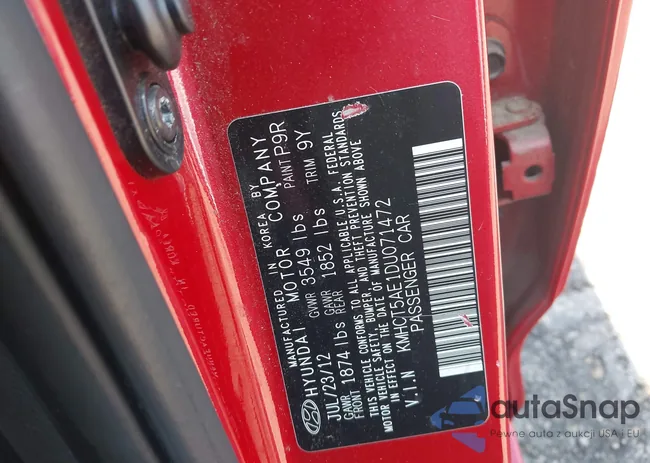 MANUFACTURED IN KOREA BY
HYUNDAI MOTOR COMPANY
JUL/23/12 GVWR 3549 lbs PAINT P9R
GAWR FRONT 1874 lbs GAWR REAR 1852 lbs TRIM 9Y
THIS VEHICLE CONFORMS TO ALL APPLICABLE U.S.A. FEDERAL
MOTOR VEHICLE SAFETY, BUMPER, AND THEFT PREVENTION STANDARDS
IN EFFECT ON THE DATE OF MANUFACTURE SHOWN ABOVE
V.I.N KMHCT5AE1DU071472
PASSENGER CAR
autaSnap
Pewne auta z aukcji USA i EU